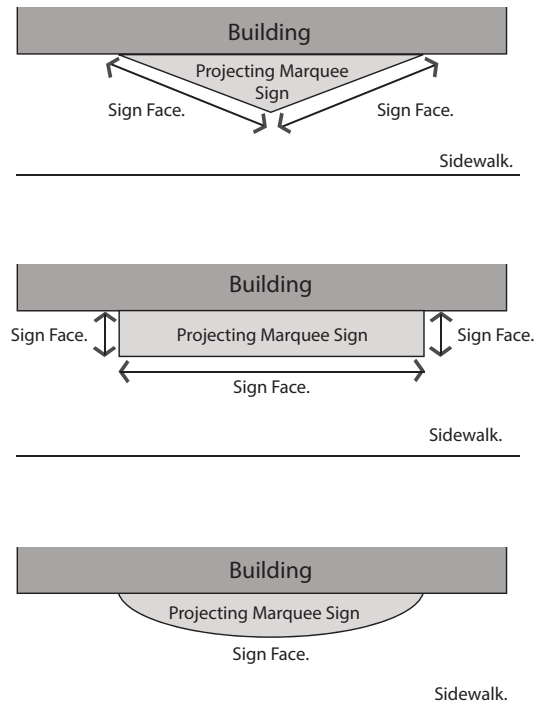 Building
Projecting Marquee
Sign
Sign Face.
Sign Face.
Sidewalk.
Building
Sign Face.
Projecting Marquee Sign
Sign Face.
Sign Face.
Sidewalk.
Building
Projecting Marquee Sign
Sign Face.
Sidewalk.